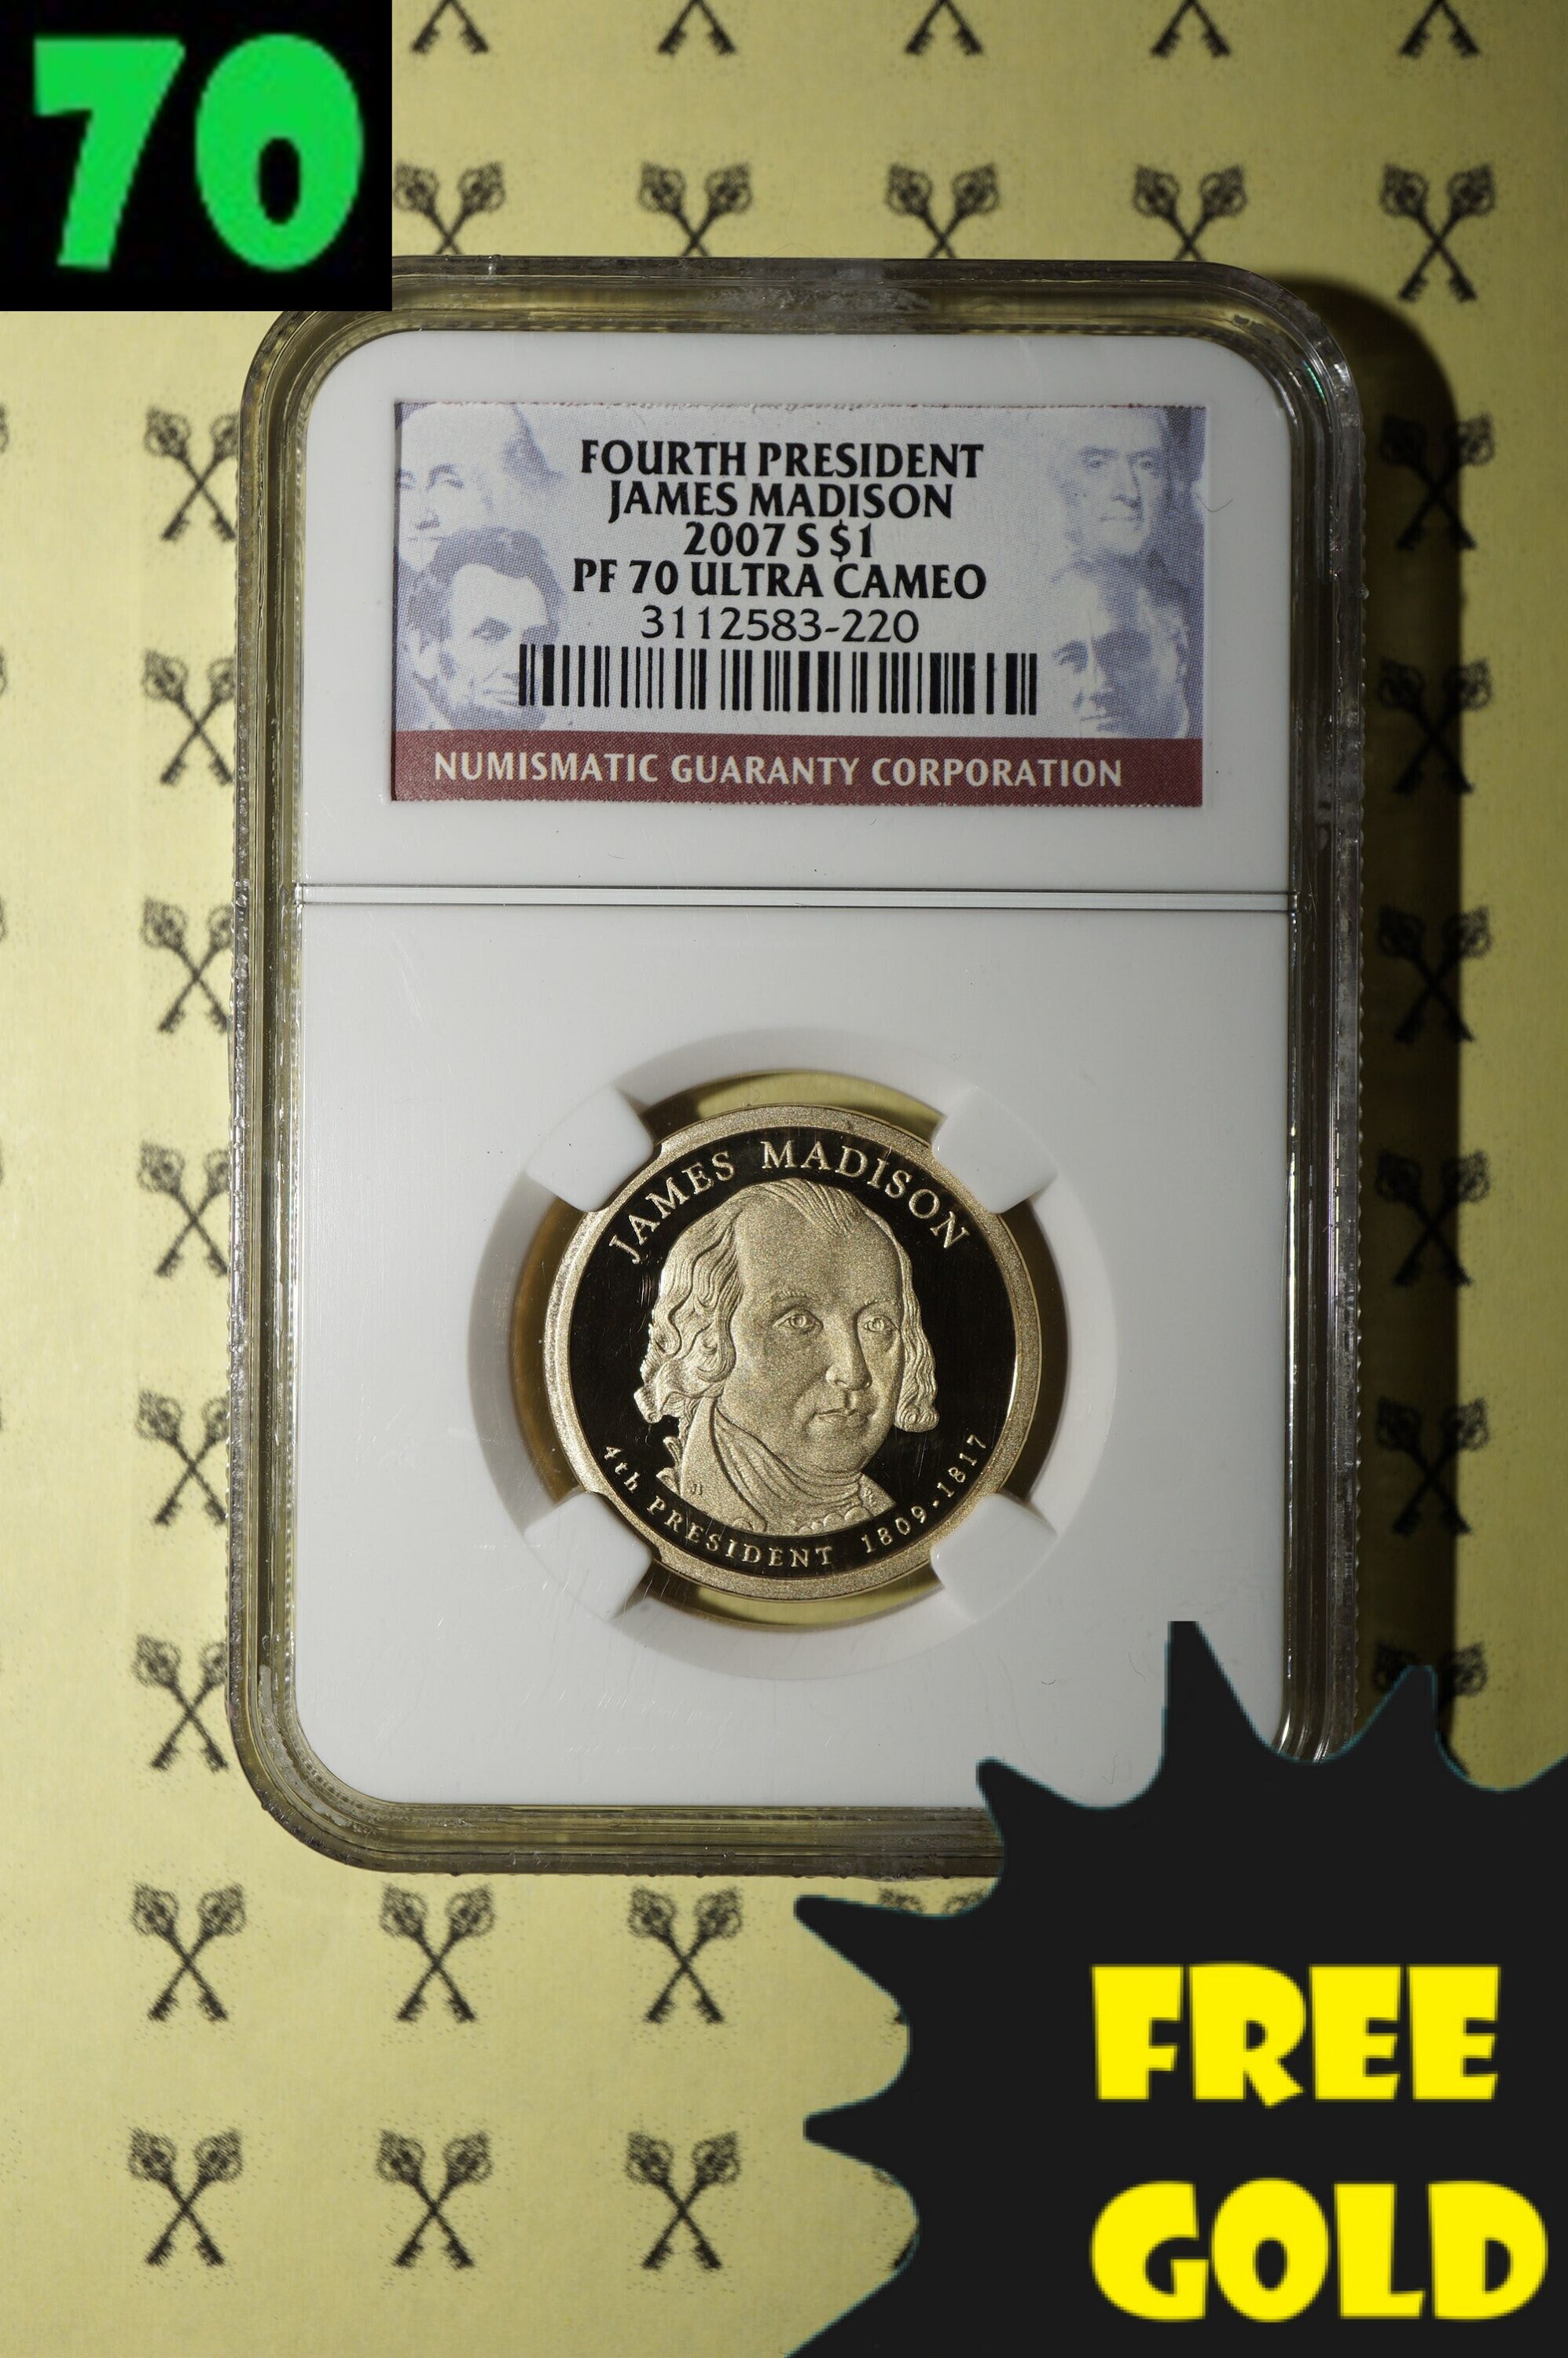 70
FOURTH PRESIDENT
JAMES MADISON
2007 S $1
PF 70 ULTRA CAMEO
3112583-220
NUMISMATIC GUARANTY CORPORATION
JAMES MADISON
4th PRESIDENT 1809-1817
FREE
GOLD